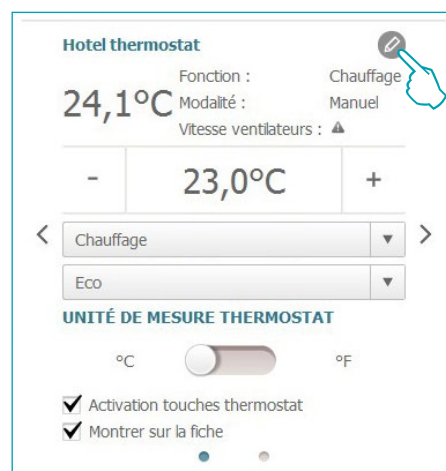 Hotel thermostat
24,1°C
Fonction : Chauffage
Modalité : Manuel
Vitesse ventilateurs :
- 23,0°C +
Chauffage
Eco
UNITÉ DE MESURE THERMOSTAT
°C °F
Activation touches thermostat
Montrer sur la fiche